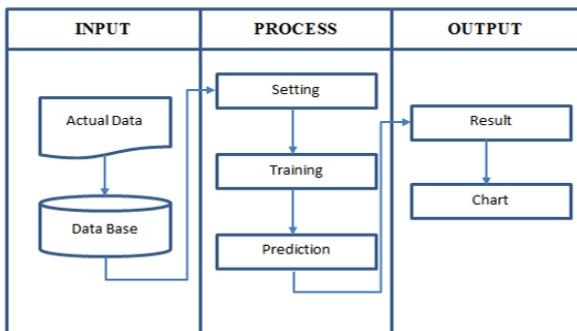 INPUT
PROCESS
OUTPUT
Actual Data
Data Base
Setting
Training
Prediction
Result
Chart